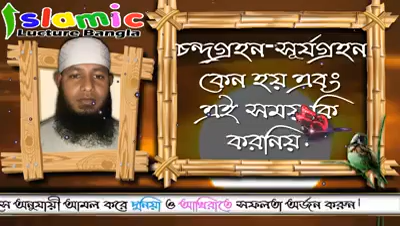 Islamic
Lucture Bangla
চন্দ্রগ্রহন-সুর্যগ্রহন
কেন হয় এবং
এই সময় কি
করনিয়.
অনুযায়ী আমল করে দুনিয়া ও আখিরাতে সফলতা অর্জন করুন।